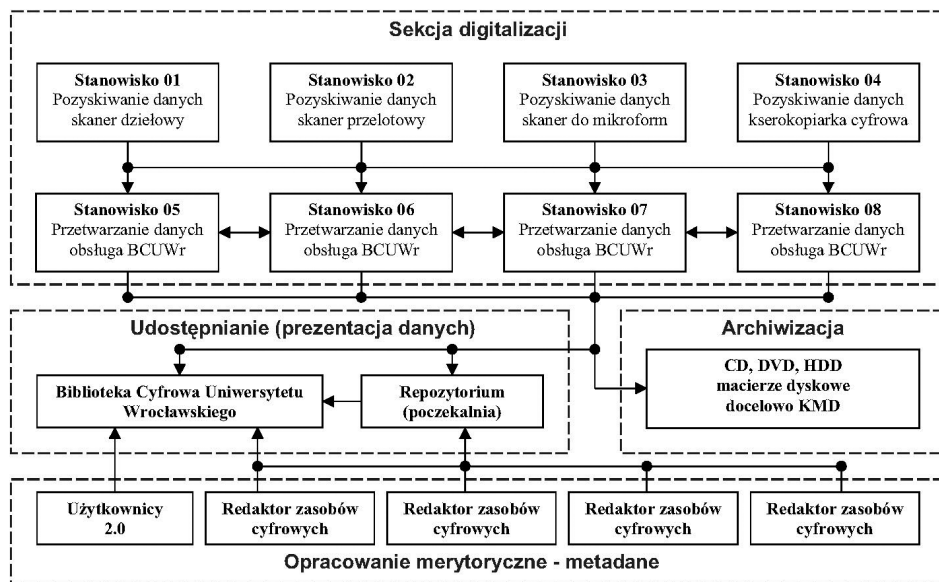 Sekcja digitalizacji
Stanowisko 01
Pozyskiwanie danych
skaner dziełowy
Stanowisko 02
Pozyskiwanie danych
skaner przelotowy
Stanowisko 03
Pozyskiwanie danych
skaner do mikroform
Stanowisko 04
Pozyskiwanie danych
kserokopiarka cyfrowa
Stanowisko 05
Przetwarzanie danych
obsługa BCUWr
Stanowisko 06
Przetwarzanie danych
obsługa BCUWr
Stanowisko 07
Przetwarzanie danych
obsługa BCUWr
Stanowisko 08
Przetwarzanie danych
obsługa BCUWr
Udostępnianie (prezentacja danych)
Biblioteka Cyfrowa Uniwersytetu
Wrocławskiego
Repozytorium
(poczekalnia)
Archiwizacja
CD, DVD, HDD
macierze dyskowe
docelowo KMD
Użytkownicy
2.0
Redaktor zasobów
cyfrowych
Redaktor zasobów
cyfrowych
Redaktor zasobów
cyfrowych
Redaktor zasobów
cyfrowych
Opracowanie merytoryczne - metadane